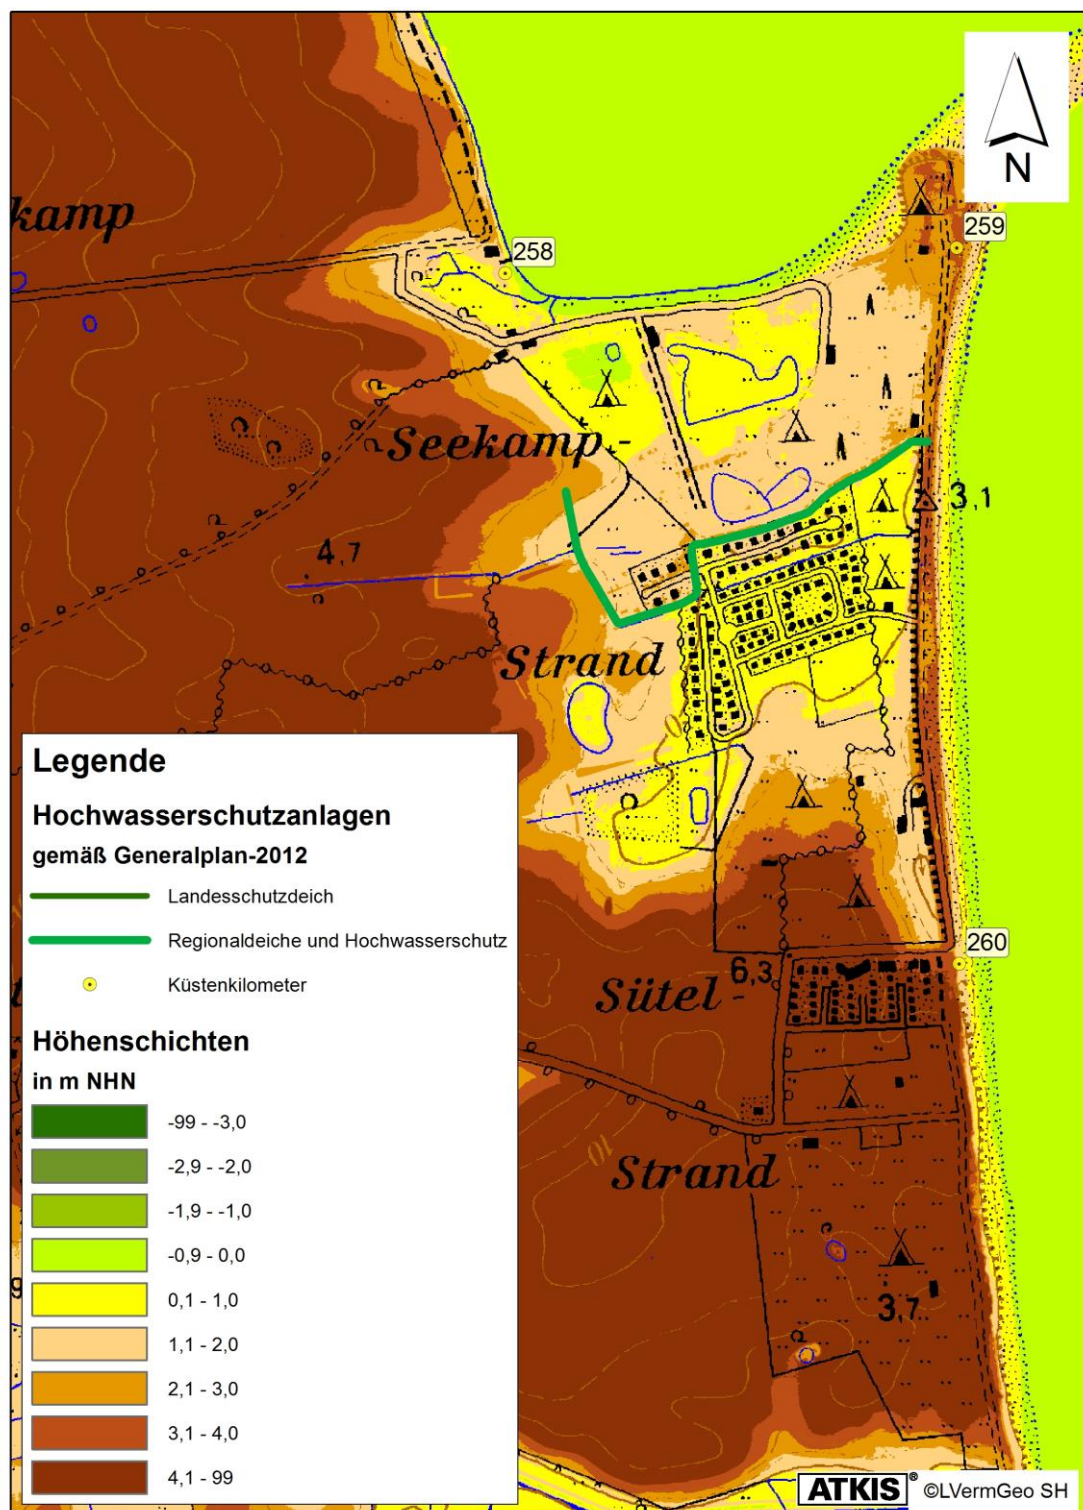 N
kamp
258
259
Seekamp -
3,1
4,7
Strand
Legende
Hochwasserschutzanlagen
gemäß Generalplan-2012
Landesschutzdeich
Regionaldeiche und Hochwasserschutz
Küstenkilometer
260
6,3
Sütel -
Höhenschichten
in m NHN
-99 - -3,0
-2,9 - -2,0
-1,9 - -1,0
-0,9 - 0,0
0,1 - 1,0
1,1 - 2,0
2,1 - 3,0
3,1 - 4,0
4,1 - 99
10
Strand
3,7
ATKIS® ©LVermGeo SH